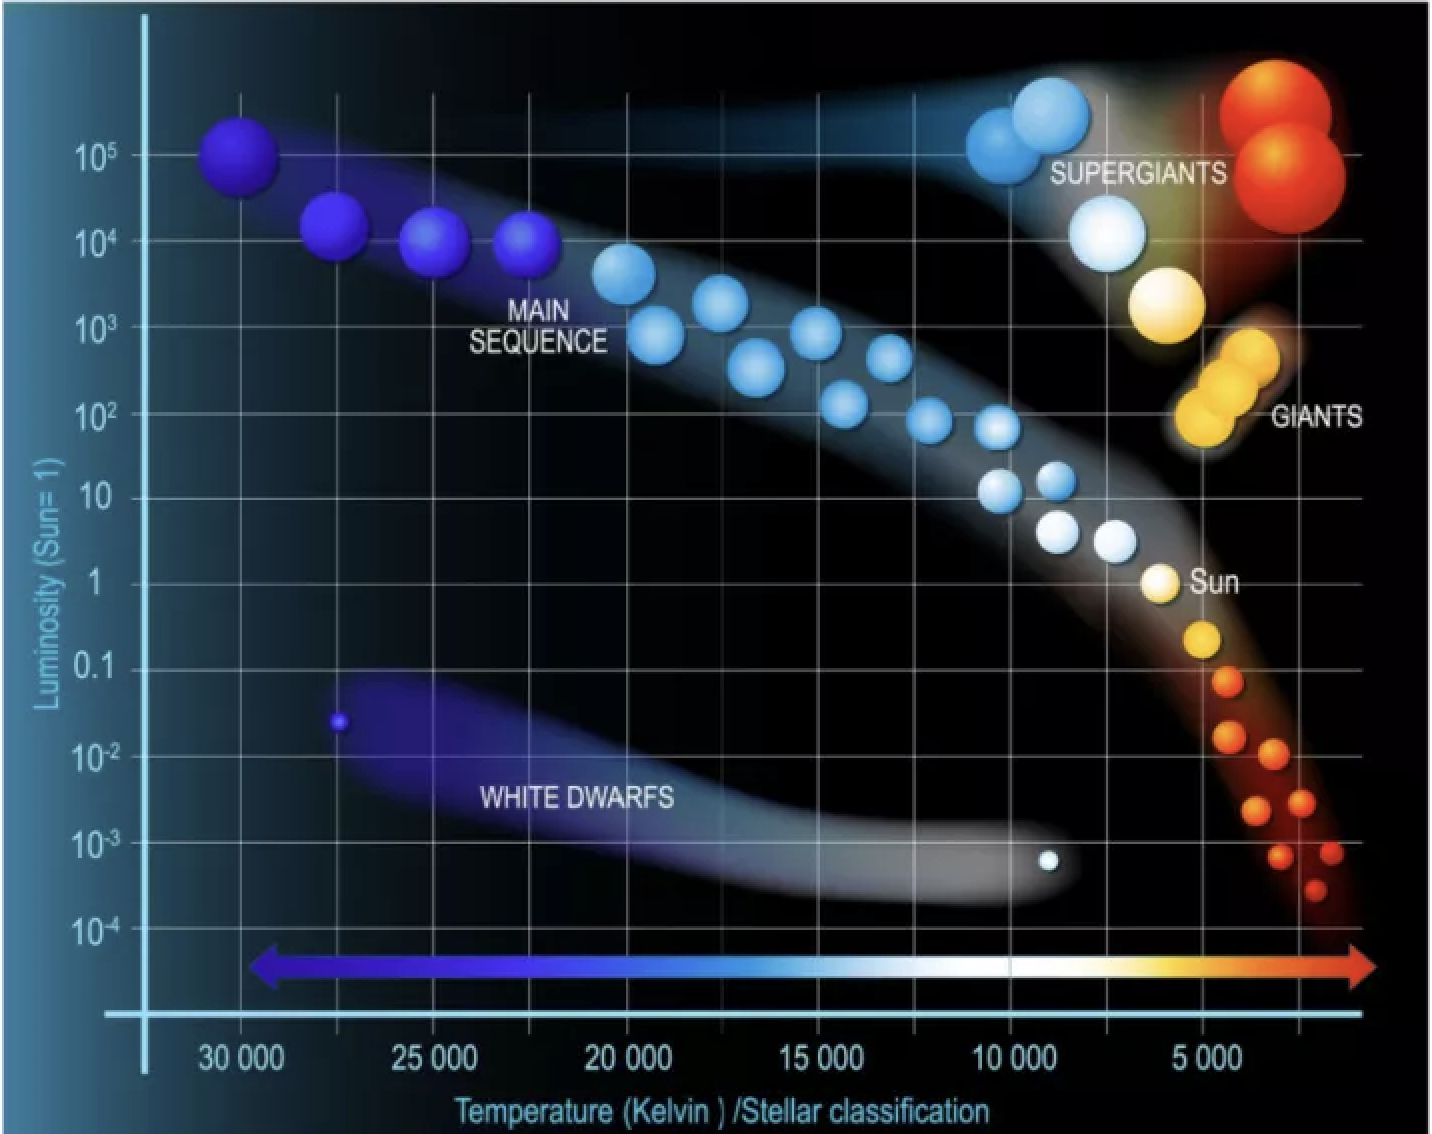 10⁵
SUPERGIANTS
10⁴
MAIN
SEQUENCE
10³
10²
GIANTS
10
1
Sun
0.1
10⁻²
WHITE DWARFS
10⁻³
10⁻⁴
Luminosity (Sun= 1)
30 000 25 000 20 000 15 000 10 000 5 000
Temperature (Kelvin ) /Stellar classification